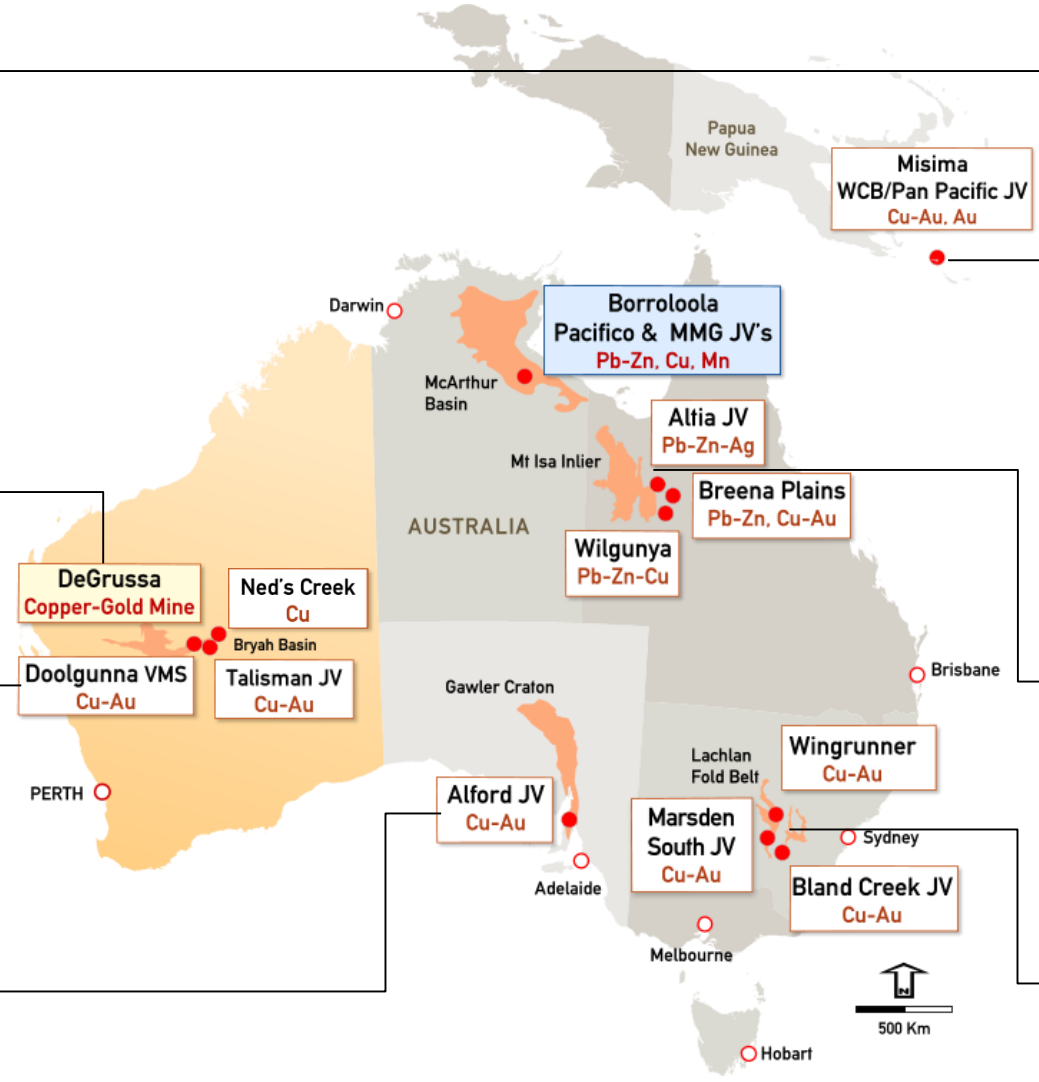 Papua
New Guinea
Misima
WCB/Pan Pacific JV
Cu-Au, Au
Darwin
Borroloola
Pacifico & MMG JV's
Pb-Zn, Cu, Mn
McArthur
Basin
Altia JV
Pb-Zn-Ag
Mt Isa Inlier
Breena Plains
Pb-Zn, Cu-Au
AUSTRALIA
Wilgunya
Pb-Zn-Cu
DeGrussa
Copper-Gold Mine
Ned's Creek
Cu
Bryah Basin
Doolgunna VMS
Cu-Au
Talisman JV
Cu-Au
Brisbane
Gawler Craton
Lachlan
Fold Belt
Wingrunner
Cu-Au
PERTH
Alford JV
Cu-Au
Marsden
South JV
Cu-Au
Sydney
Adelaide
Bland Creek JV
Cu-Au
Melbourne
N
500 Km
Hobart